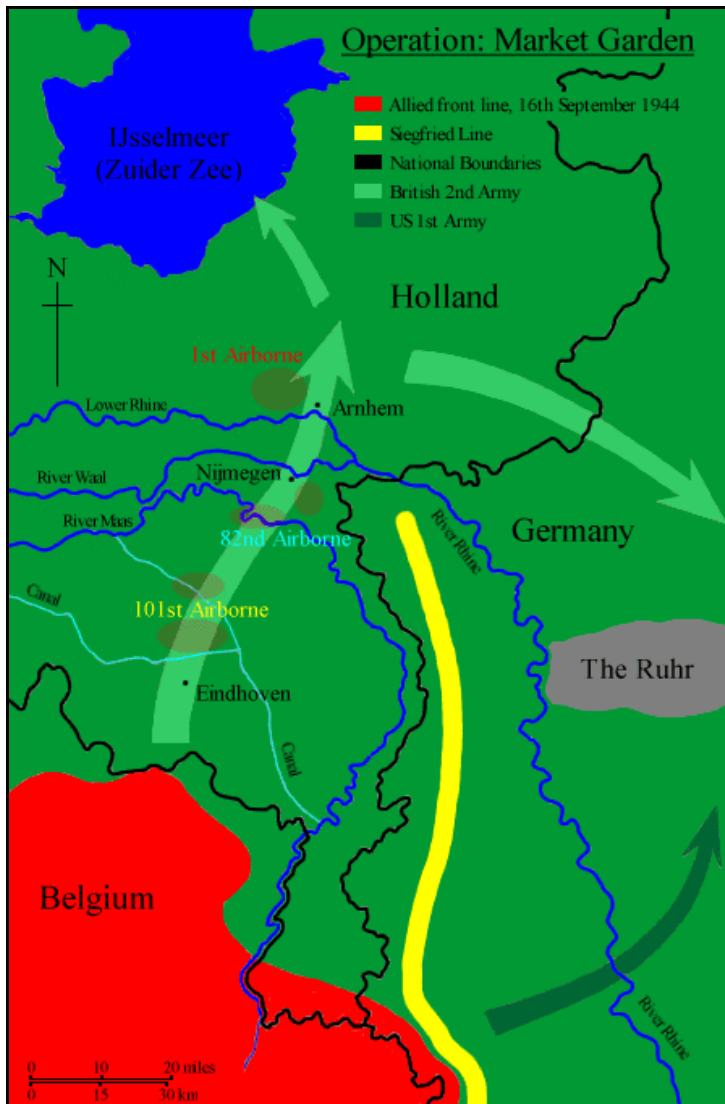 Operation: Market Garden
Allied front line, 16th September 1944
Siegfried Line
National Boundaries
British 2nd Army
US 1st Army
IJsselmeer
(Zuider Zee)
N
Holland
1st Airborne
Lower Rhine
Arnhem
River Waal
Nijmegen
River Maas
82nd Airborne
River Rhine
Germany
Canal
101st Airborne
The Ruhr
Eindhoven
Canal
Belgium
River Rhine
0 10 20 miles
0 15 30 km